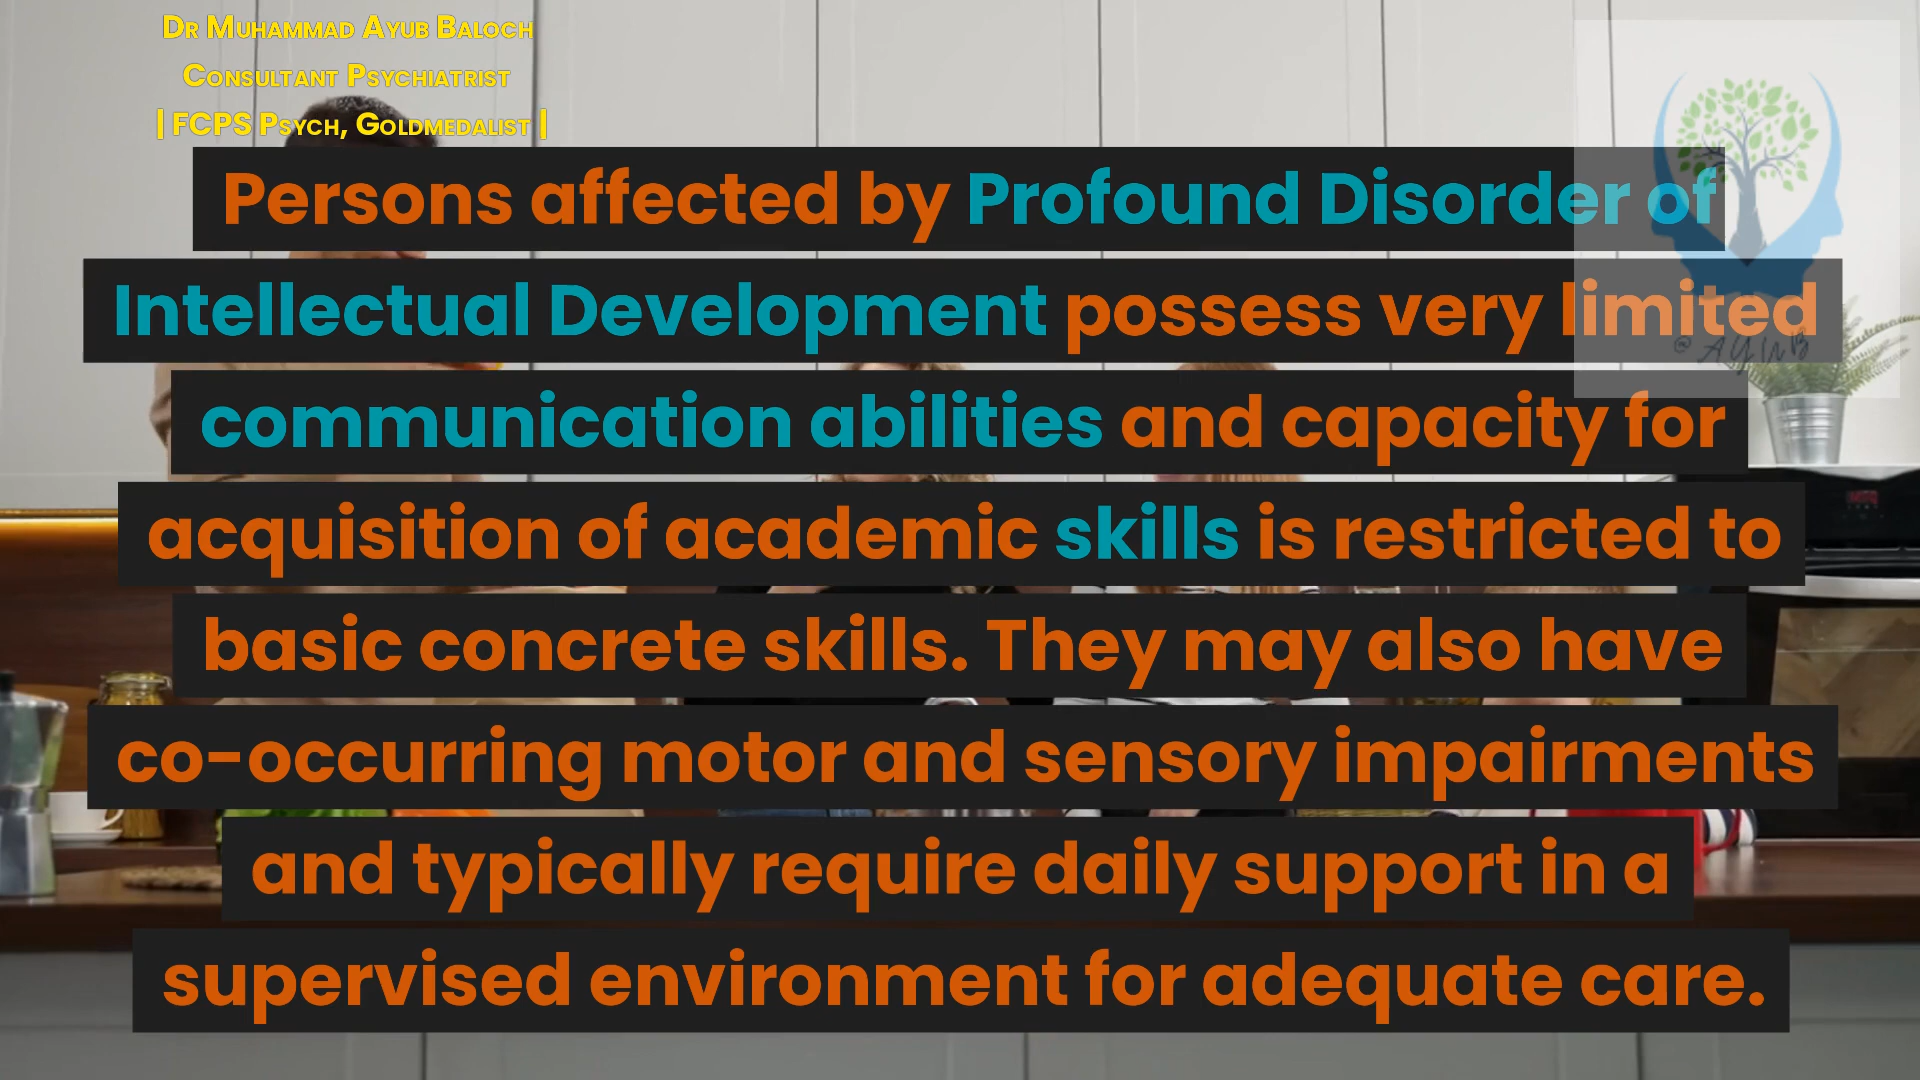 Dr Muhammad Ayub Baloch
Consultant Psychiatrist
| FCPS Psych, Goldmedalist |
Persons affected by Profound Disorder of
Intellectual Development possess very limited
communication abilities and capacity for
acquisition of academic skills is restricted to
basic concrete skills. They may also have
co-occurring motor and sensory impairments
and typically require daily support in a
supervised environment for adequate care.
@ AYUB